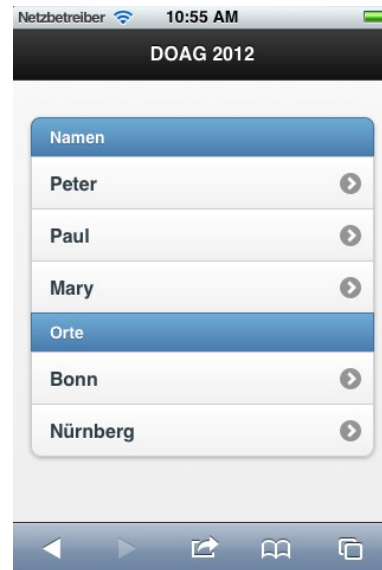 Netzbetreiber 10:55 AM
DOAG 2012
Namen
Peter
Paul
Mary
Orte
Bonn
Nürnberg